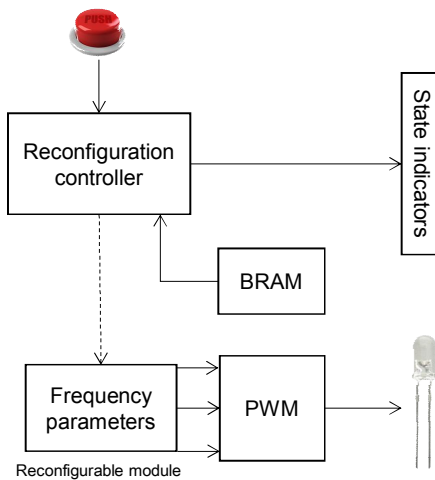 PUSH
Reconfiguration
controller
State indicators
BRAM
Frequency
parameters
PWM
Reconfigurable module